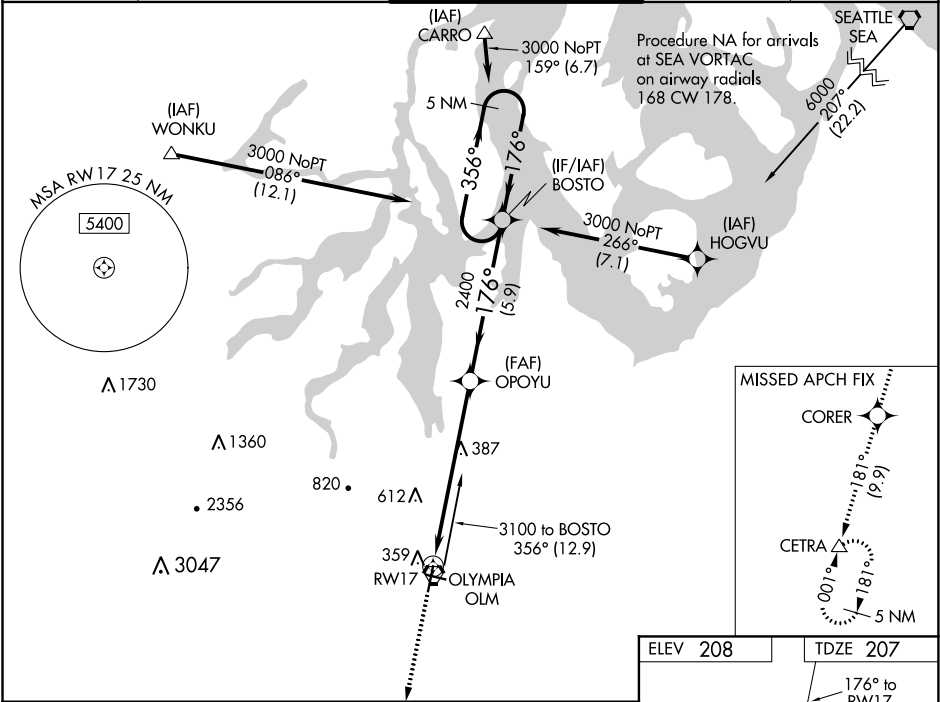 (IAF)
CARRO
3000 NoPT
159° (6.7)
Procedure NA for arrivals
at SEA VORTAC
on airway radials
168 CW 178.
SEATTLE
SEA
6000
207°
(22.2)
5 NM
(IAF)
WONKU
3000 NoPT
086°
(12.1)
356°
176°
(IF/IAF)
BOSTO
3000 NoPT
266°
(7.1)
(IAF)
HOGVU
MSA RW17 25 NM
5400
2400
176°
(5.9)
(FAF)
OPOYU
1730
1360
387
820
612
2356
3100 to BOSTO
356° (12.9)
3047
359
RW17
OLYMPIA
OLM
MISSED APCH FIX
CORER
181°
(9.9)
CETRA
001°
181°
5 NM
ELEV 208
TDZE 207
176° to
RW17